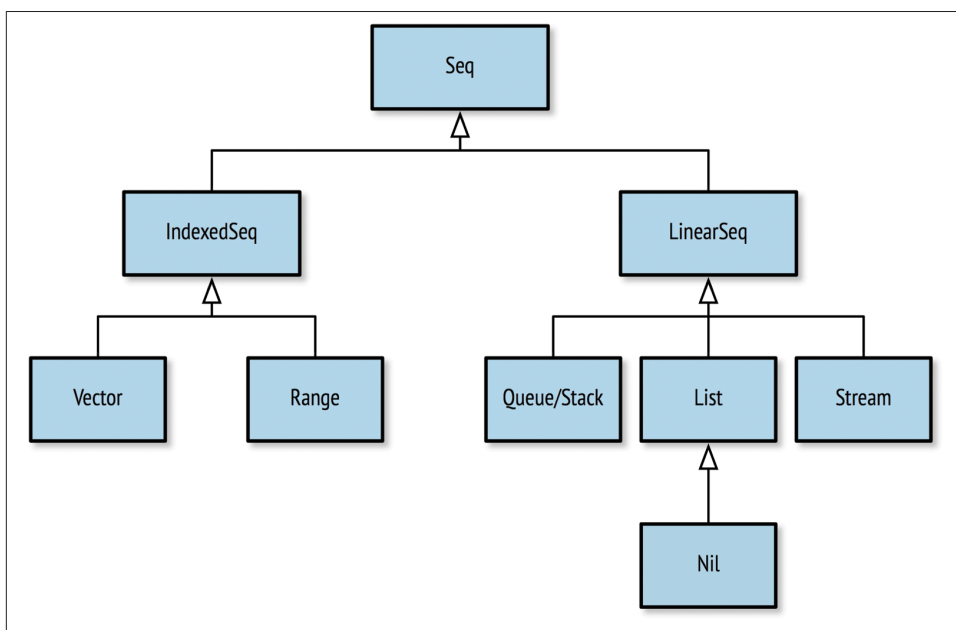 Seq
IndexedSeq
LinearSeq
Vector
Range
Queue/Stack
List
Stream
Nil